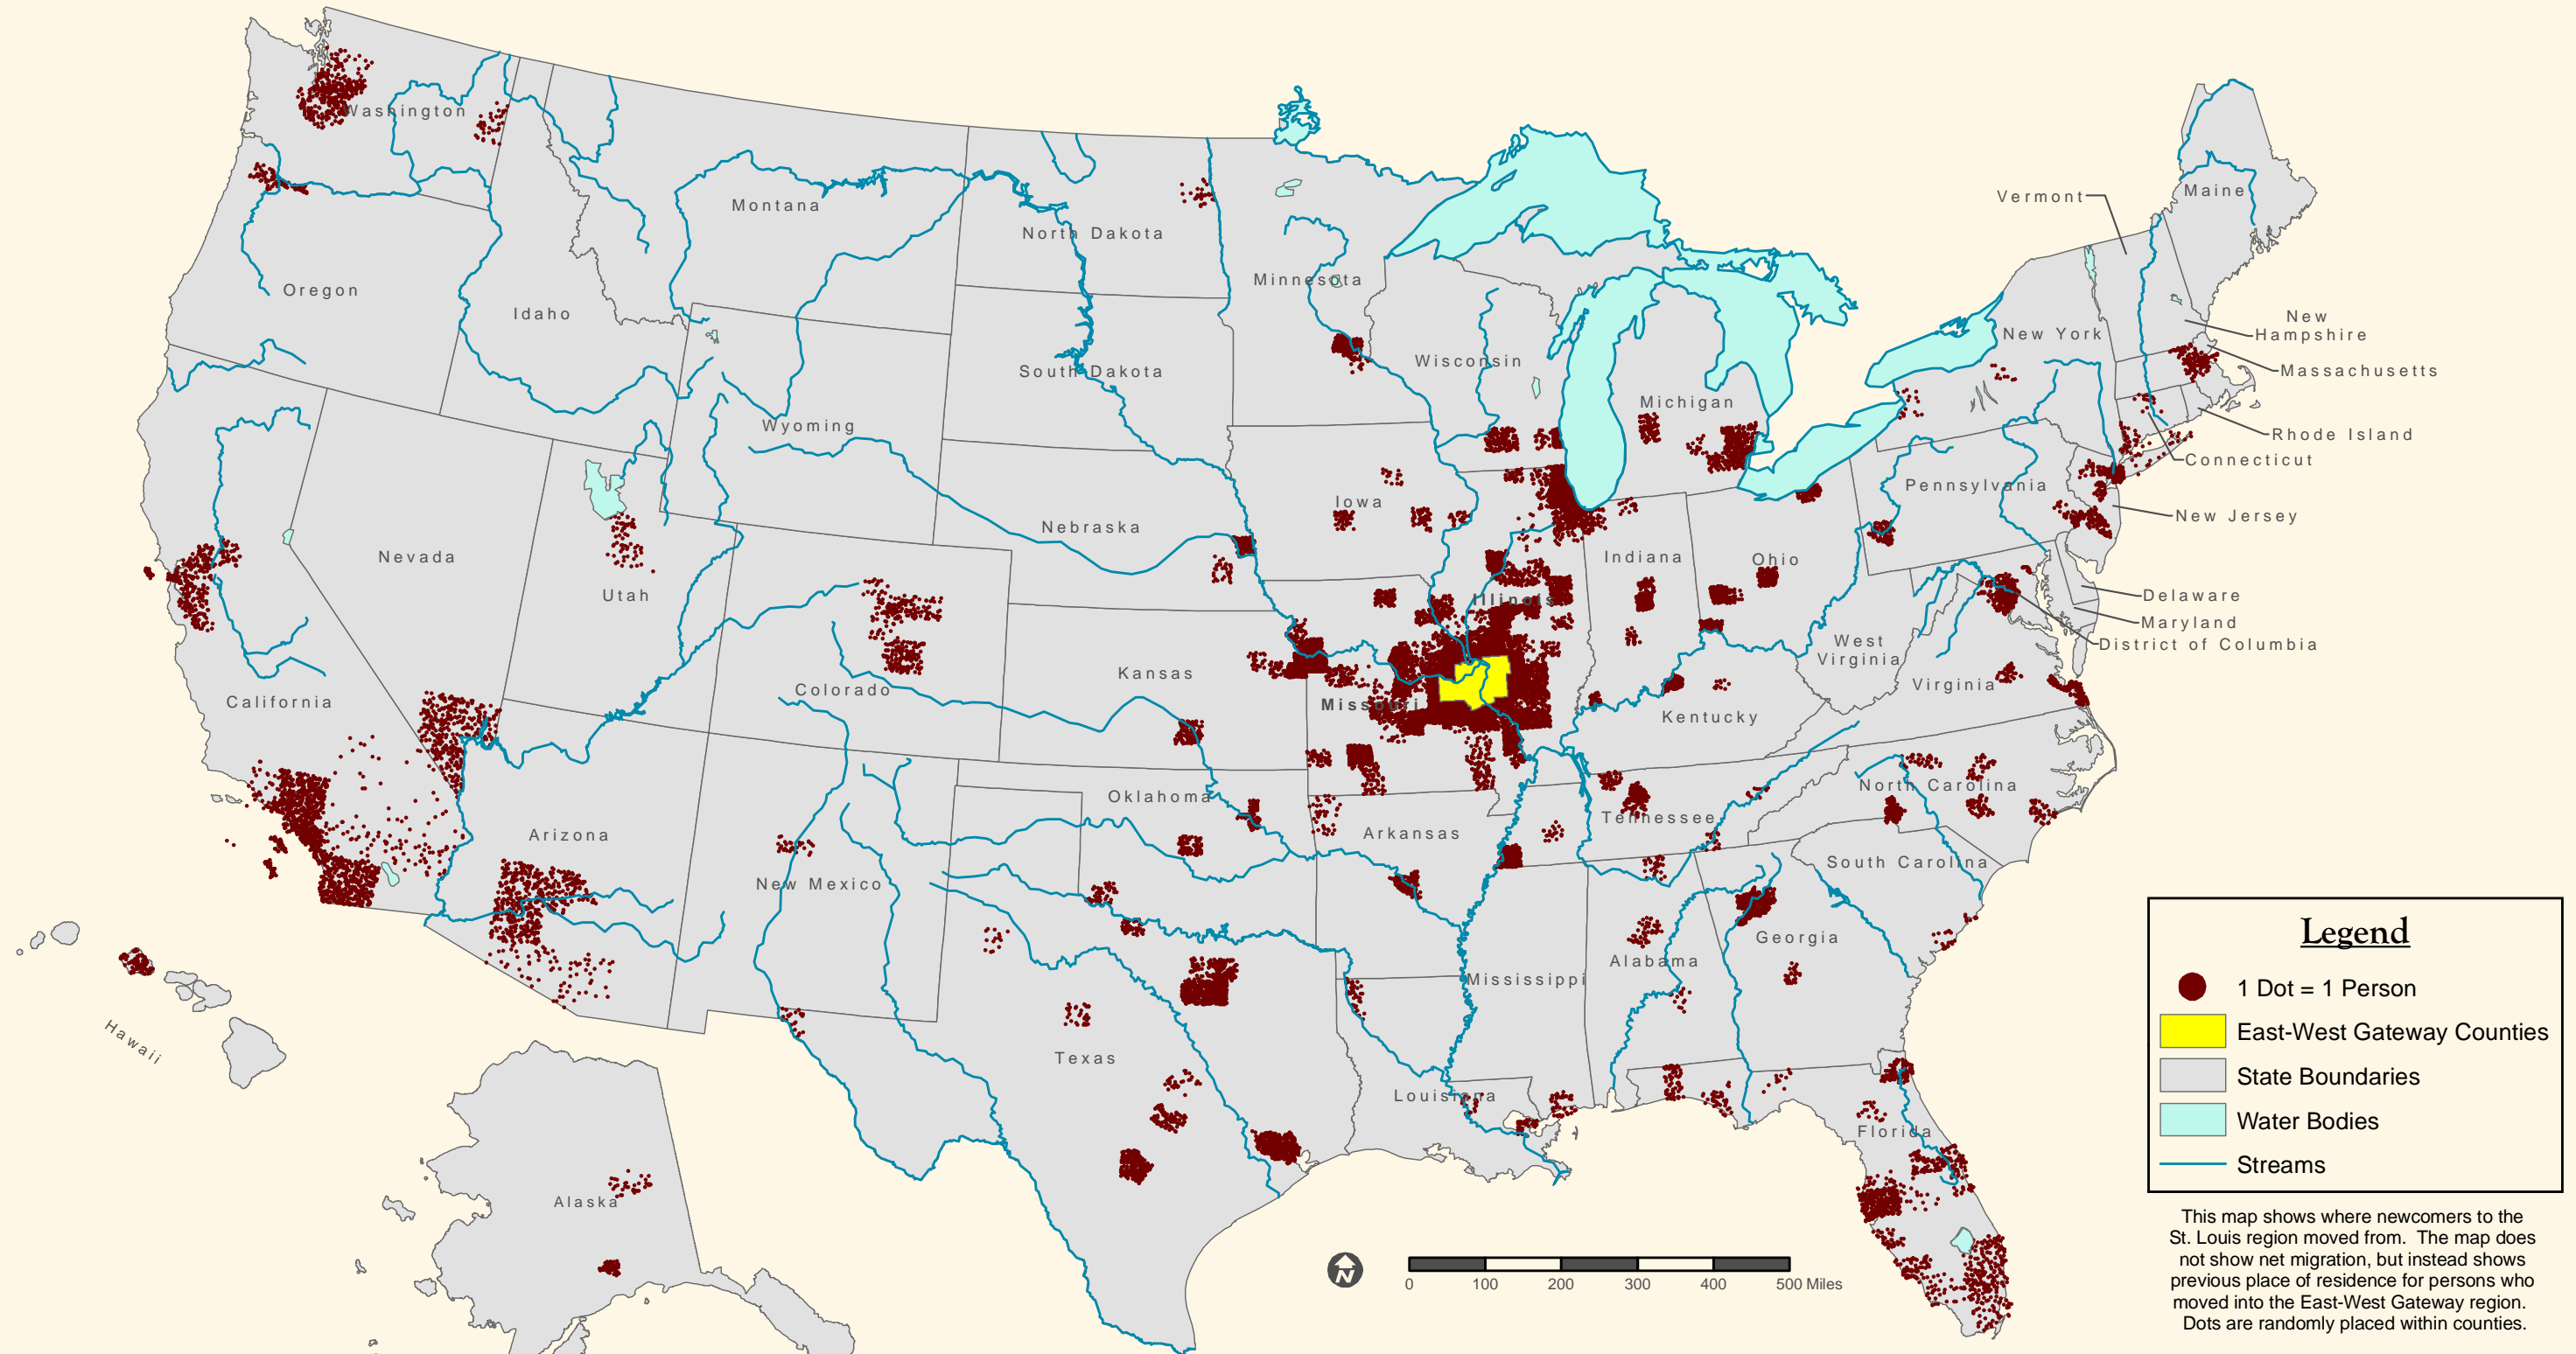 Washington
Montana
North Dakota
Minnesota
Vermont
Maine
Oregon
Idaho
South Dakota
Wisconsin
Michigan
New York
New
Hampshire
Massachusetts
Wyoming
Rhode Island
Connecticut
Iowa
Pennsylvania
New Jersey
Nebraska
Nevada
Utah
Illinois
Indiana
Ohio
Delaware
Maryland
District of Columbia
West
Virginia
Virginia
California
Colorado
Kansas
Missouri
Kentucky
Arizona
New Mexico
Oklahoma
Arkansas
Tennessee
North Carolina
South Carolina
Mississippi
Alabama
Georgia
Hawaii
Texas
Louisiana
Florida
Alaska
N
0 100 200 300 400 500 Miles
Legend
1 Dot = 1 Person
East-West Gateway Counties
State Boundaries
Water Bodies
Streams
This map shows where newcomers to the
St. Louis region moved from. The map does
not show net migration, but instead shows
previous place of residence for persons who
moved into the East-West Gateway region.
Dots are randomly placed within counties.